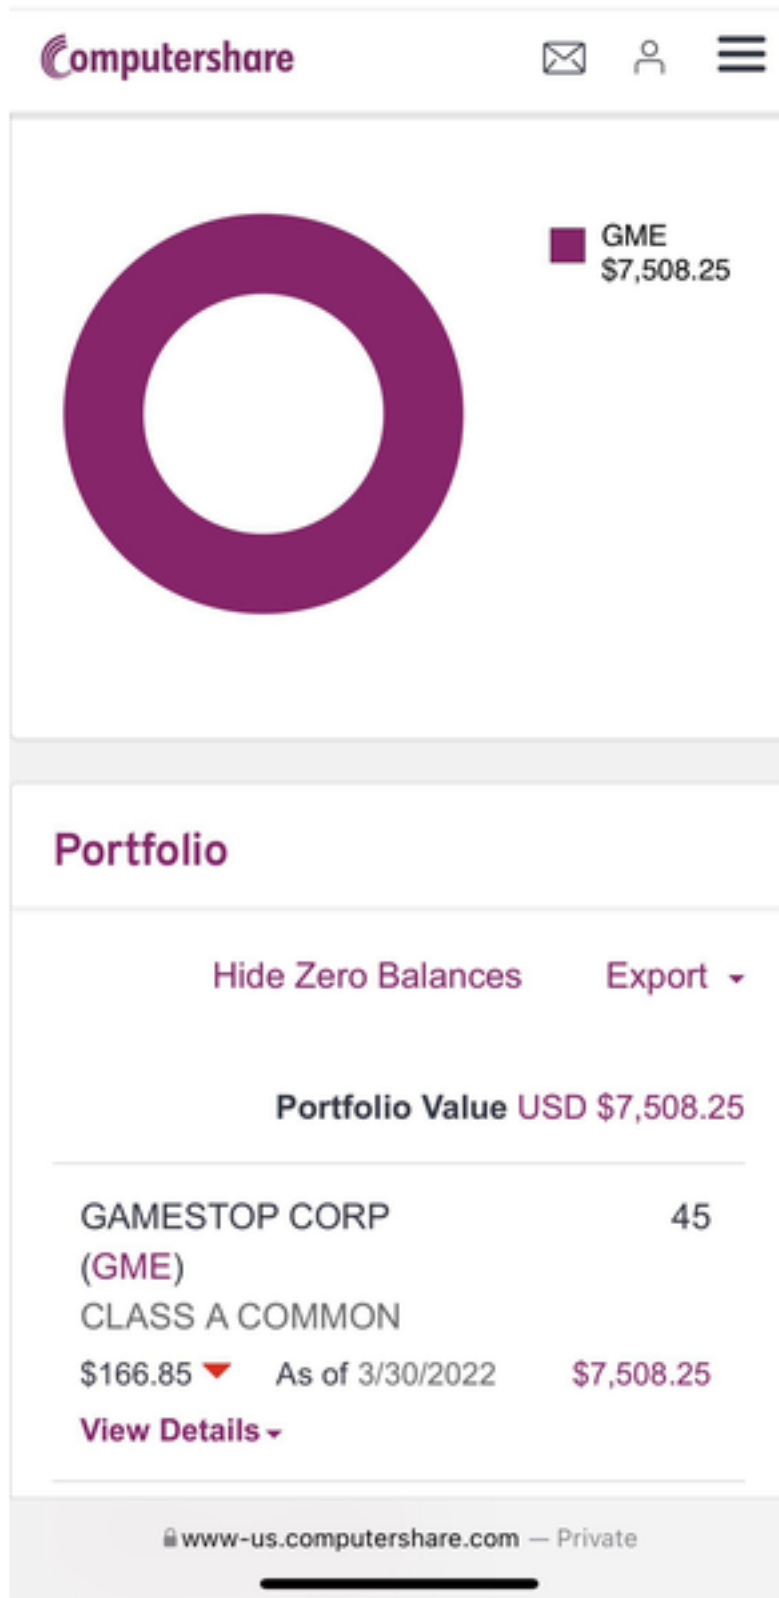 Computershare
GME
$7,508.25
Portfolio
Hide Zero Balances Export
Portfolio Value USD $7,508.25
GAMESTOP CORP 45
(GME)
CLASS A COMMON
$166.85 As of 3/30/2022 $7,508.25
View Details
www-us.computershare.com — Private